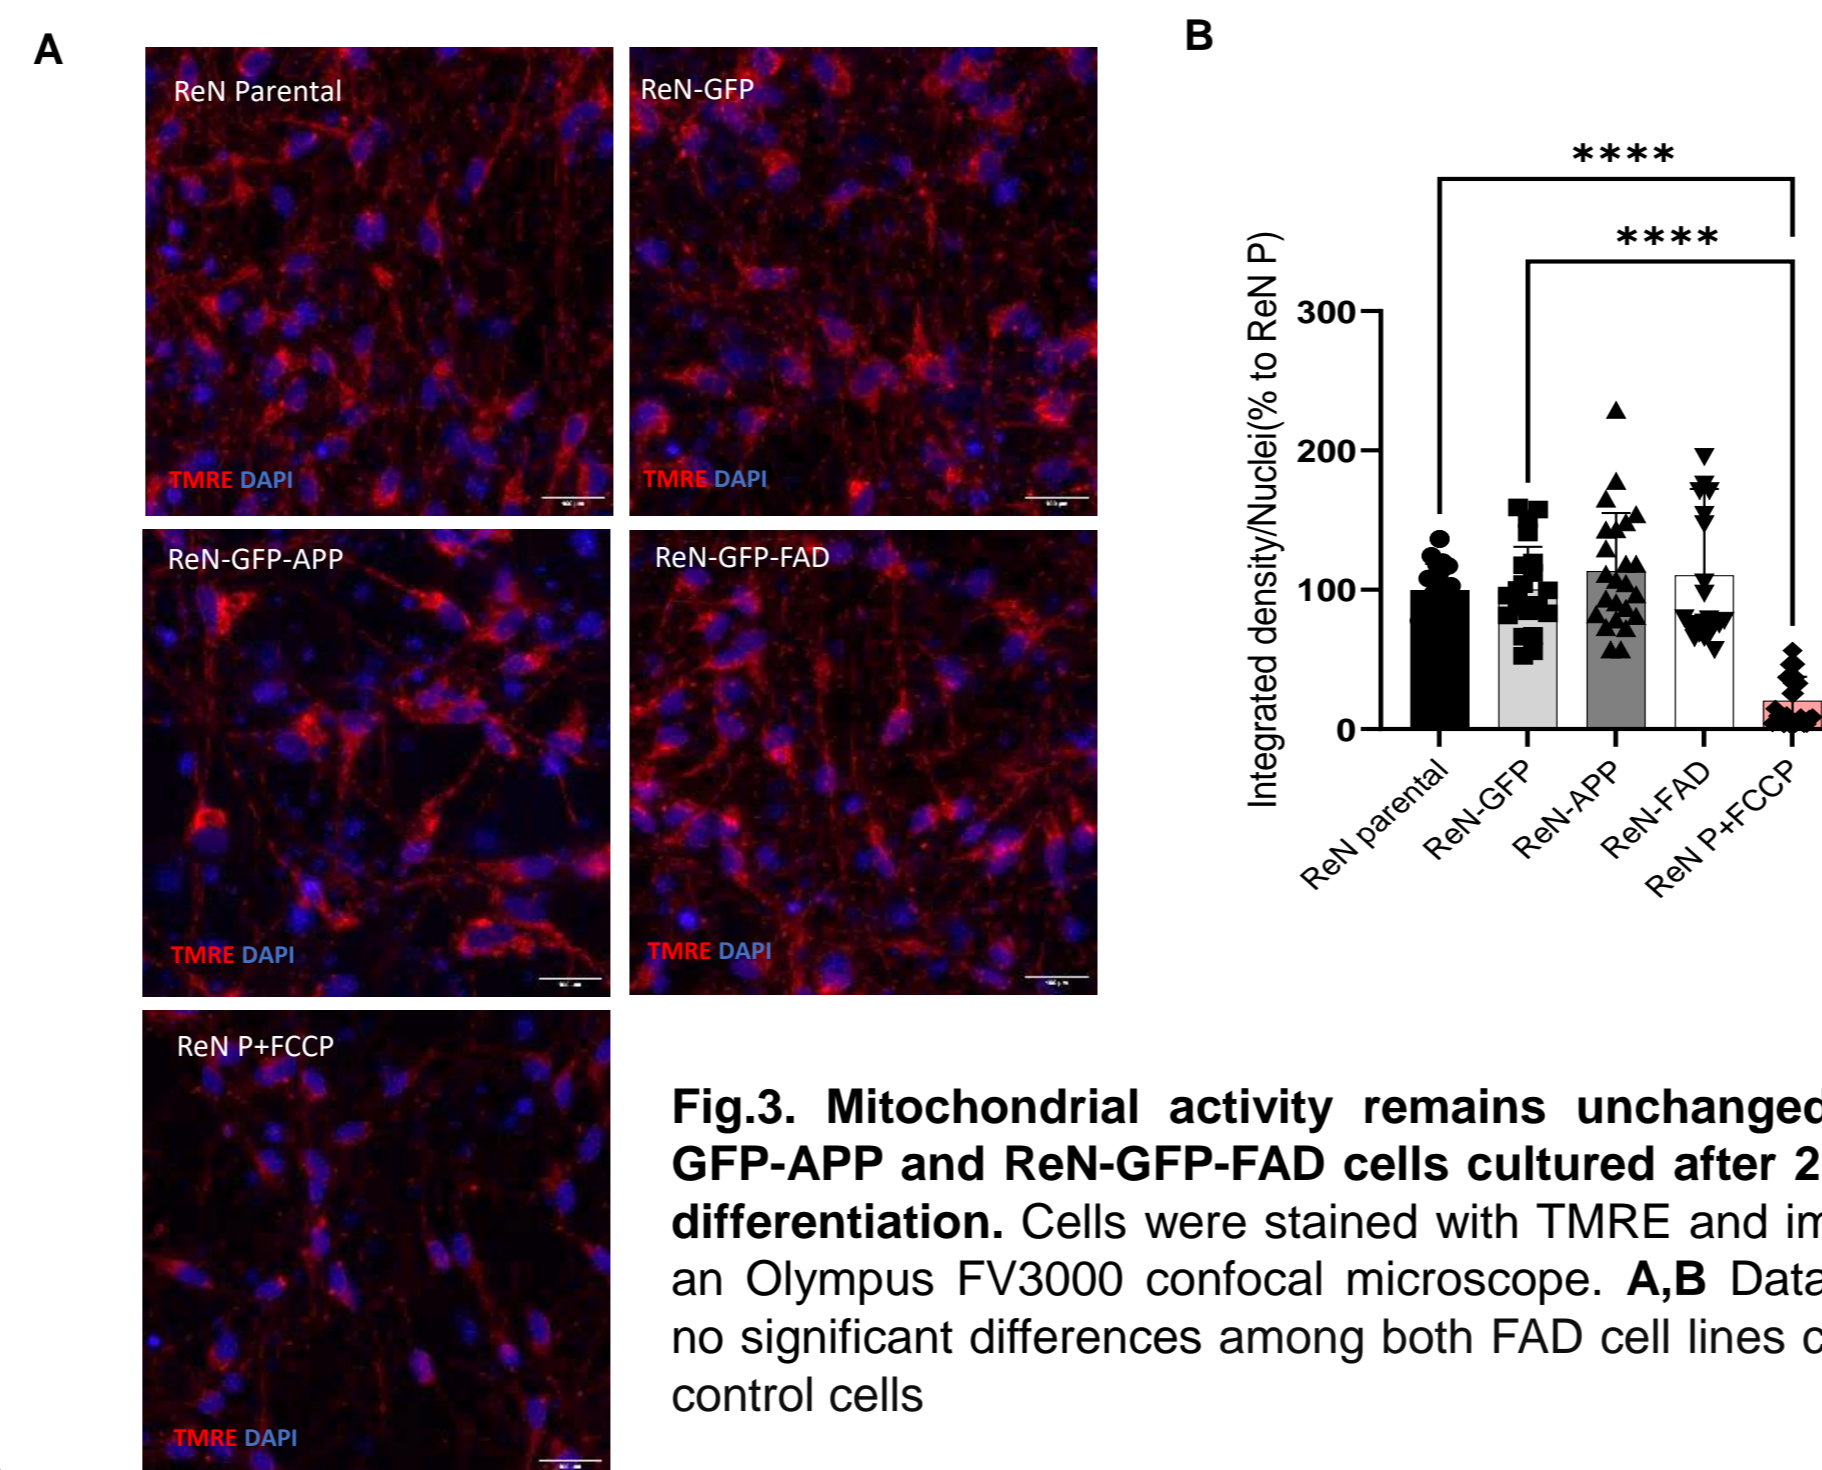 A
ReN Parental
TMRE DAPI
ReN-GFP
TMRE DAPI
ReN-GFP-APP
TMRE DAPI
ReN-GFP-FAD
TMRE DAPI
ReN P+FCCP
TMRE DAPI
B
****
****
Integrated density/Nuclei(% to ReN P)
300
200
100
0
ReN parental
ReN-GFP
ReN-APP
ReN-FAD
ReN P+FCCP
Fig.3. Mitochondrial activity remains unchanged
GFP-APP and ReN-GFP-FAD cells cultured after 2
differentiation. Cells were stained with TMRE and im
an Olympus FV3000 confocal microscope. A,B Data
no significant differences among both FAD cell lines c
control cells